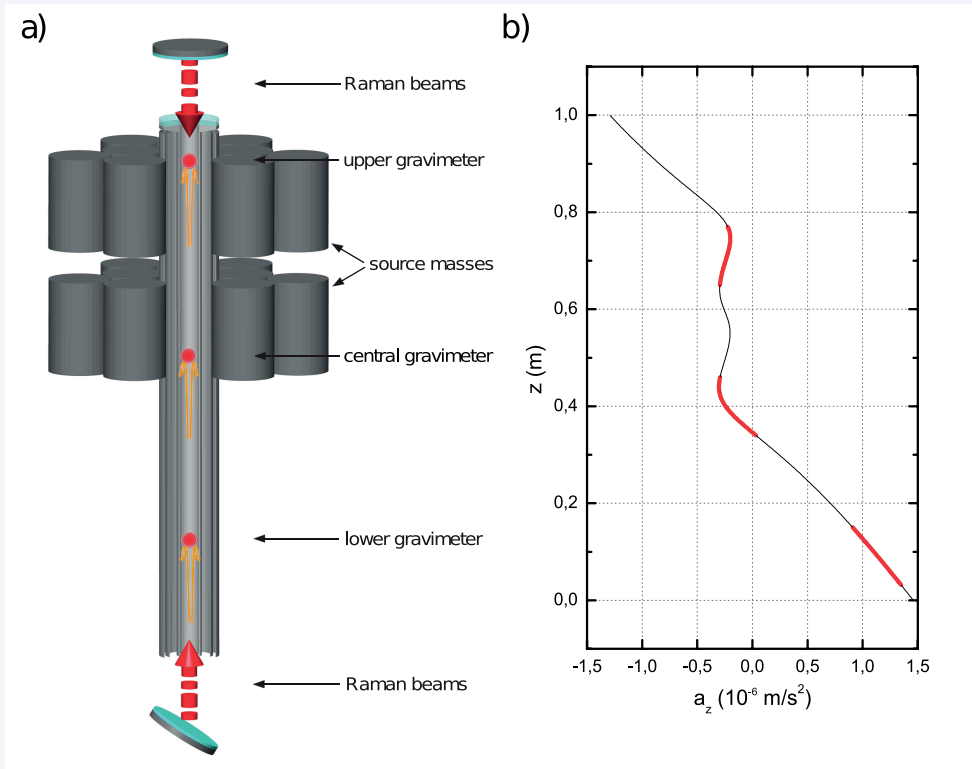 a)
Raman beams
upper gravimeter
source masses
central gravimeter
lower gravimeter
Raman beams
b)
1,0
0,8
0,6
0,4
0,2
0,0
z (m)
-1,5 -1,0 -0,5 0,0 0,5 1,0 1,5
a_z (10⁻⁶ m/s²)